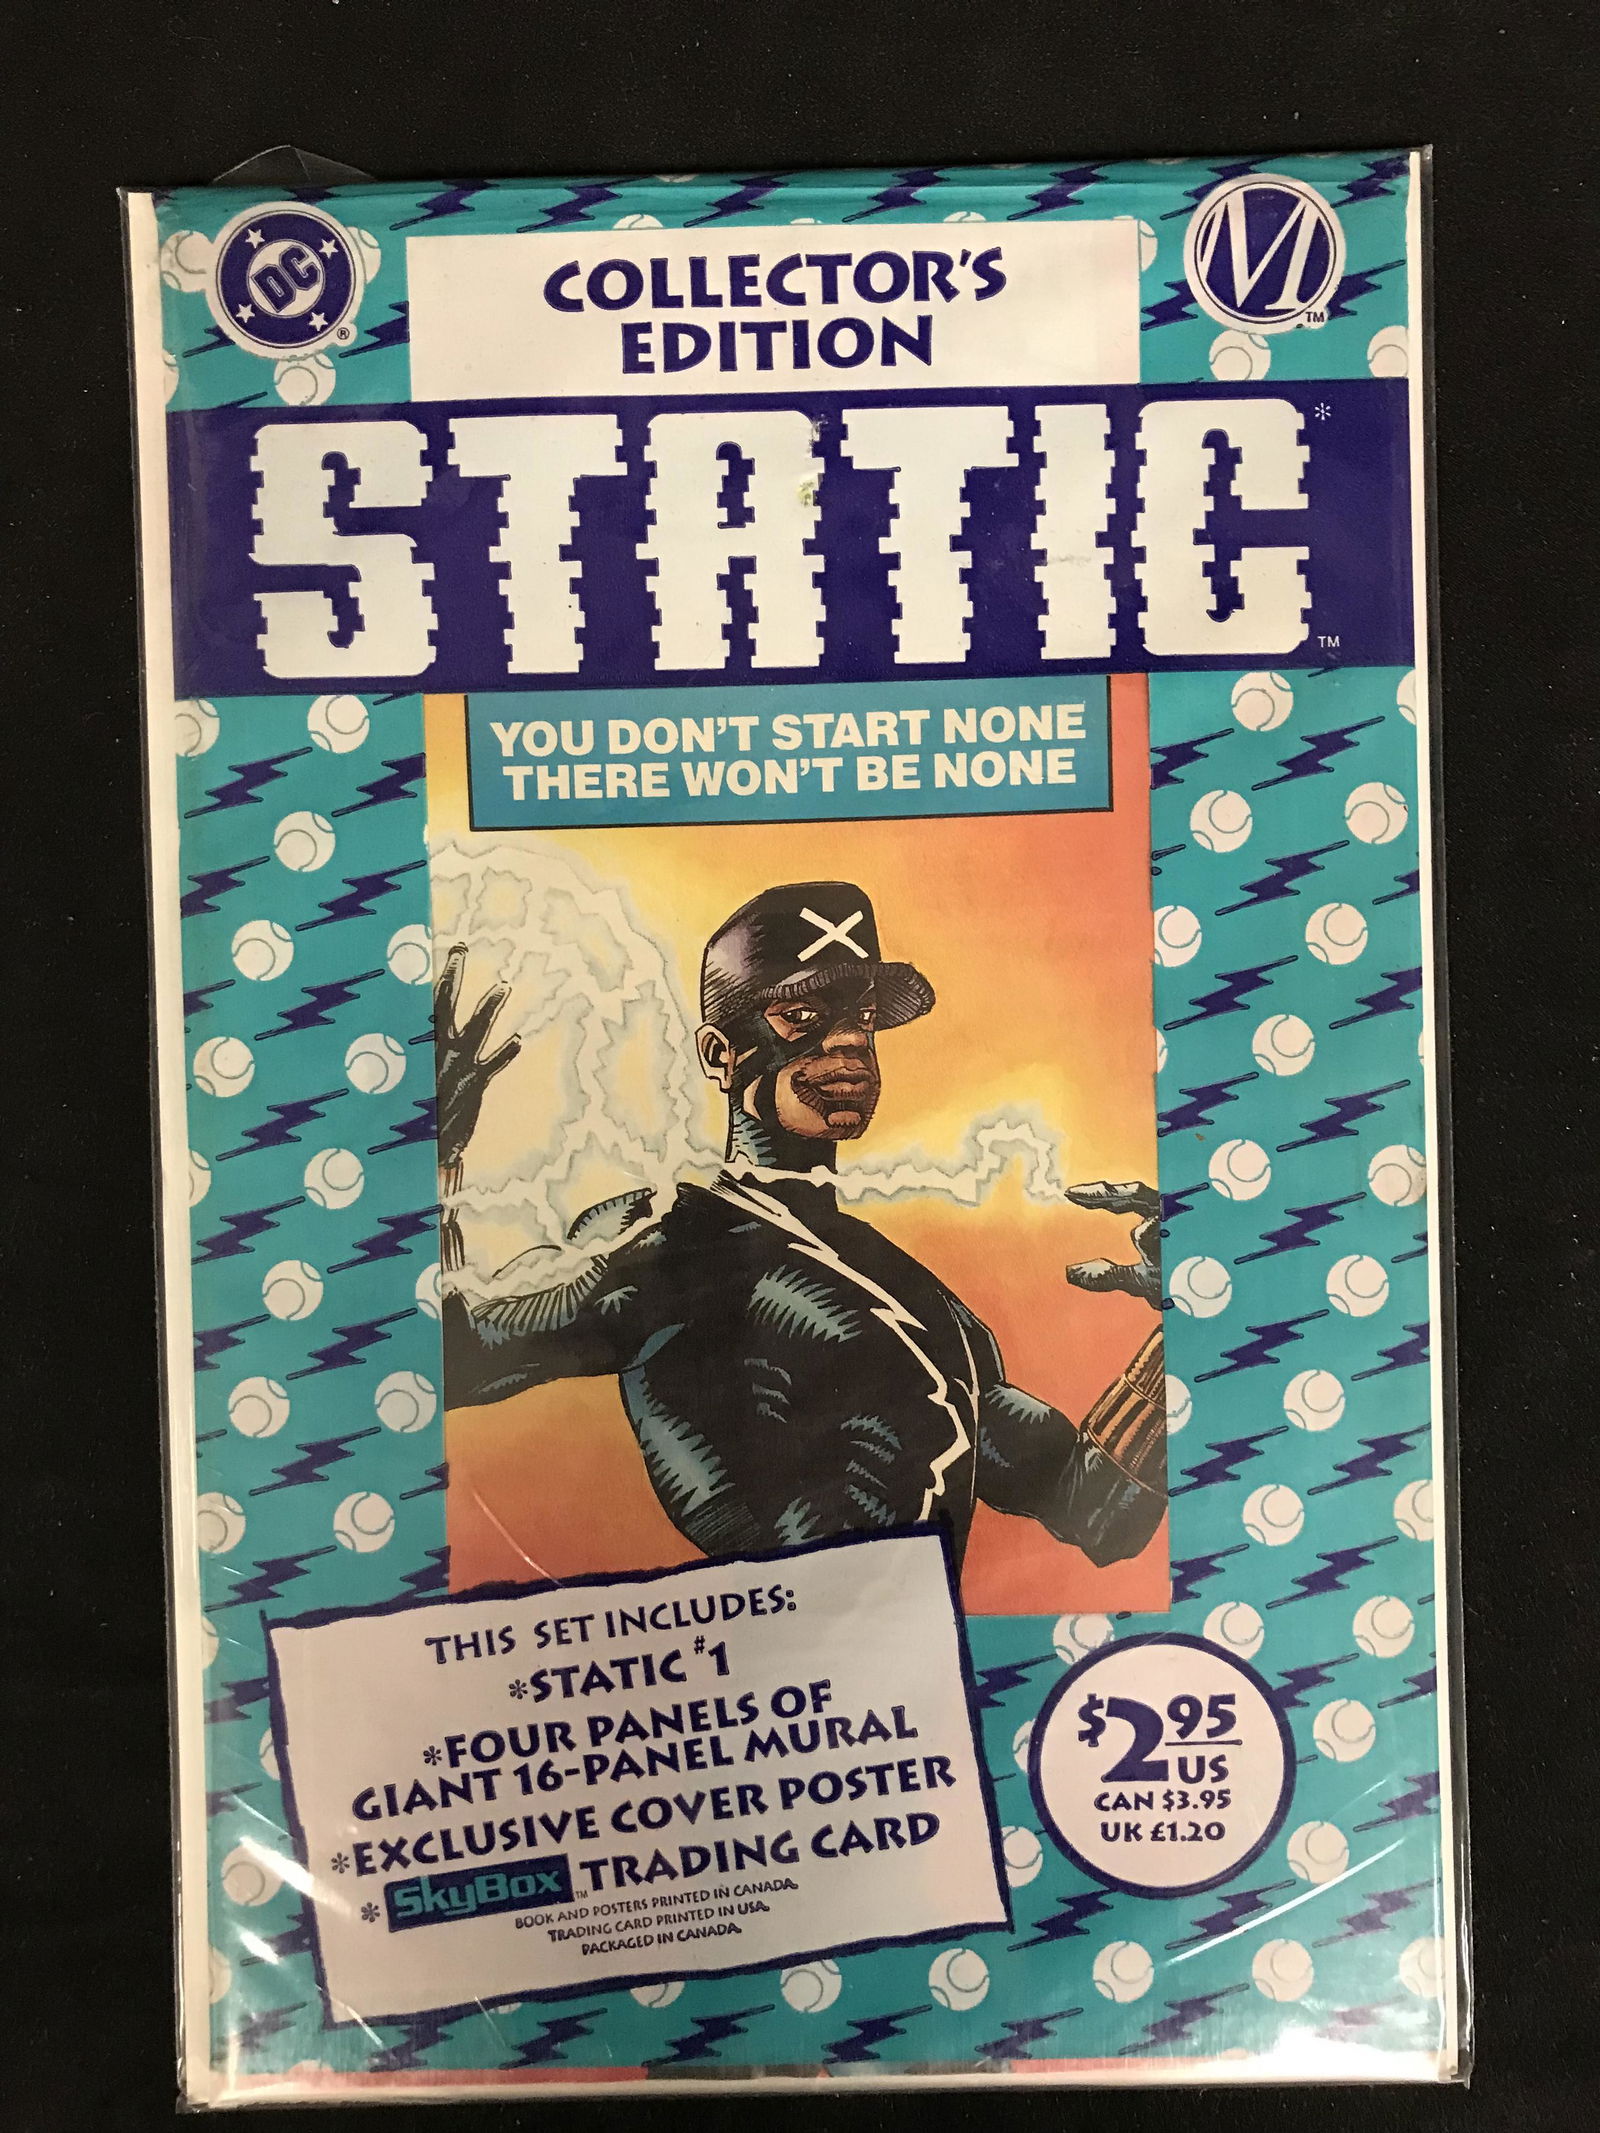 DC
®
M
TM
COLLECTOR'S
EDITION
STATIC*
TM
YOU DON'T START NONE
THERE WON'T BE NONE
X
THIS SET INCLUDES:
*STATIC #1
*FOUR PANELS OF
GIANT 16-PANEL MURAL
*EXCLUSIVE COVER POSTER
*SkyBox™ TRADING CARD
BOOK AND POSTERS PRINTED IN CANADA.
TRADING CARD PRINTED IN USA.
PACKAGED IN CANADA.
$2.95
US
CAN $3.95
UK £1.20